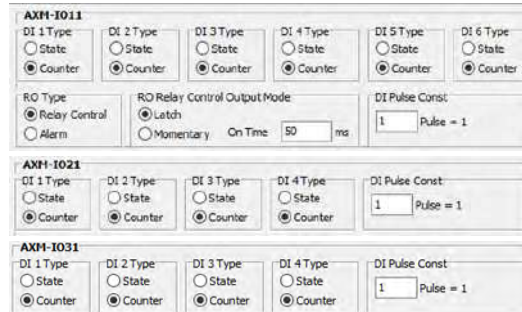 AXM-IO11
DI 1 Type DI 2 Type DI 3 Type DI 4 Type DI 5 Type DI 6 Type
State State State State State State
Counter Counter Counter Counter Counter Counter
RO Type RO Relay Control Output Mode DI Pulse Const
Relay Control Latch 1 Pulse = 1
Alarm Momentary On Time 50 ms
AXM-IO21
DI 1 Type DI 2 Type DI 3 Type DI 4 Type DI Pulse Const
State State State State 1 Pulse = 1
Counter Counter Counter Counter
AXM-IO31
DI 1 Type DI 2 Type DI 3 Type DI 4 Type DI Pulse Const
State State State State 1 Pulse = 1
Counter Counter Counter Counter